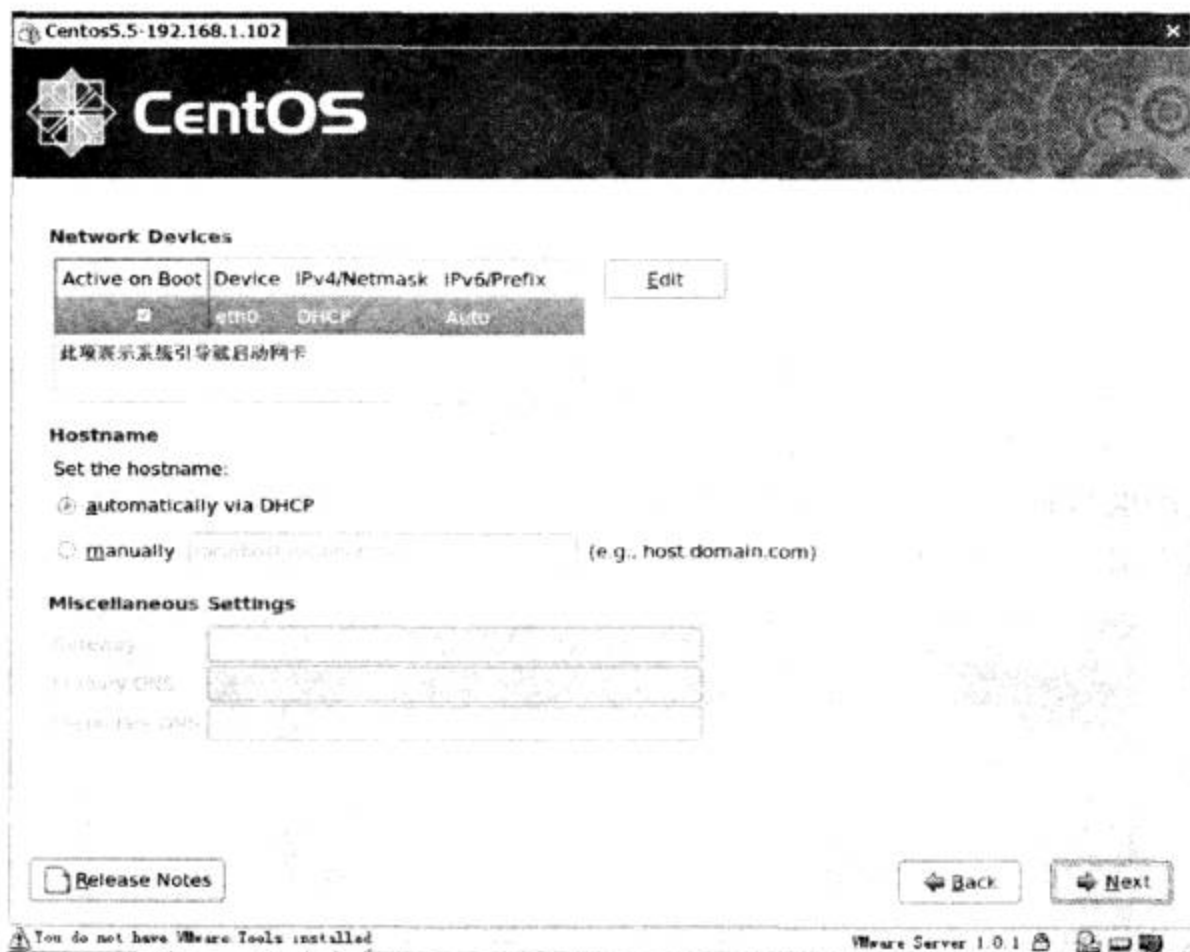 Centos5.5-192.168.1.102
CentOS
Network Devices
Active on Boot Device IPv4/Netmask IPv6/Prefix
Edit
eth0 DHCP Auto
此项表示系统引导就启动网卡
Hostname
Set the hostname:
automatically via DHCP
manually (e.g., host.domain.com)
Miscellaneous Settings
Gateway
Primary DNS
Release Notes
Back
Next
You do not have VMware Tools installed
VMware Server 1.0.1